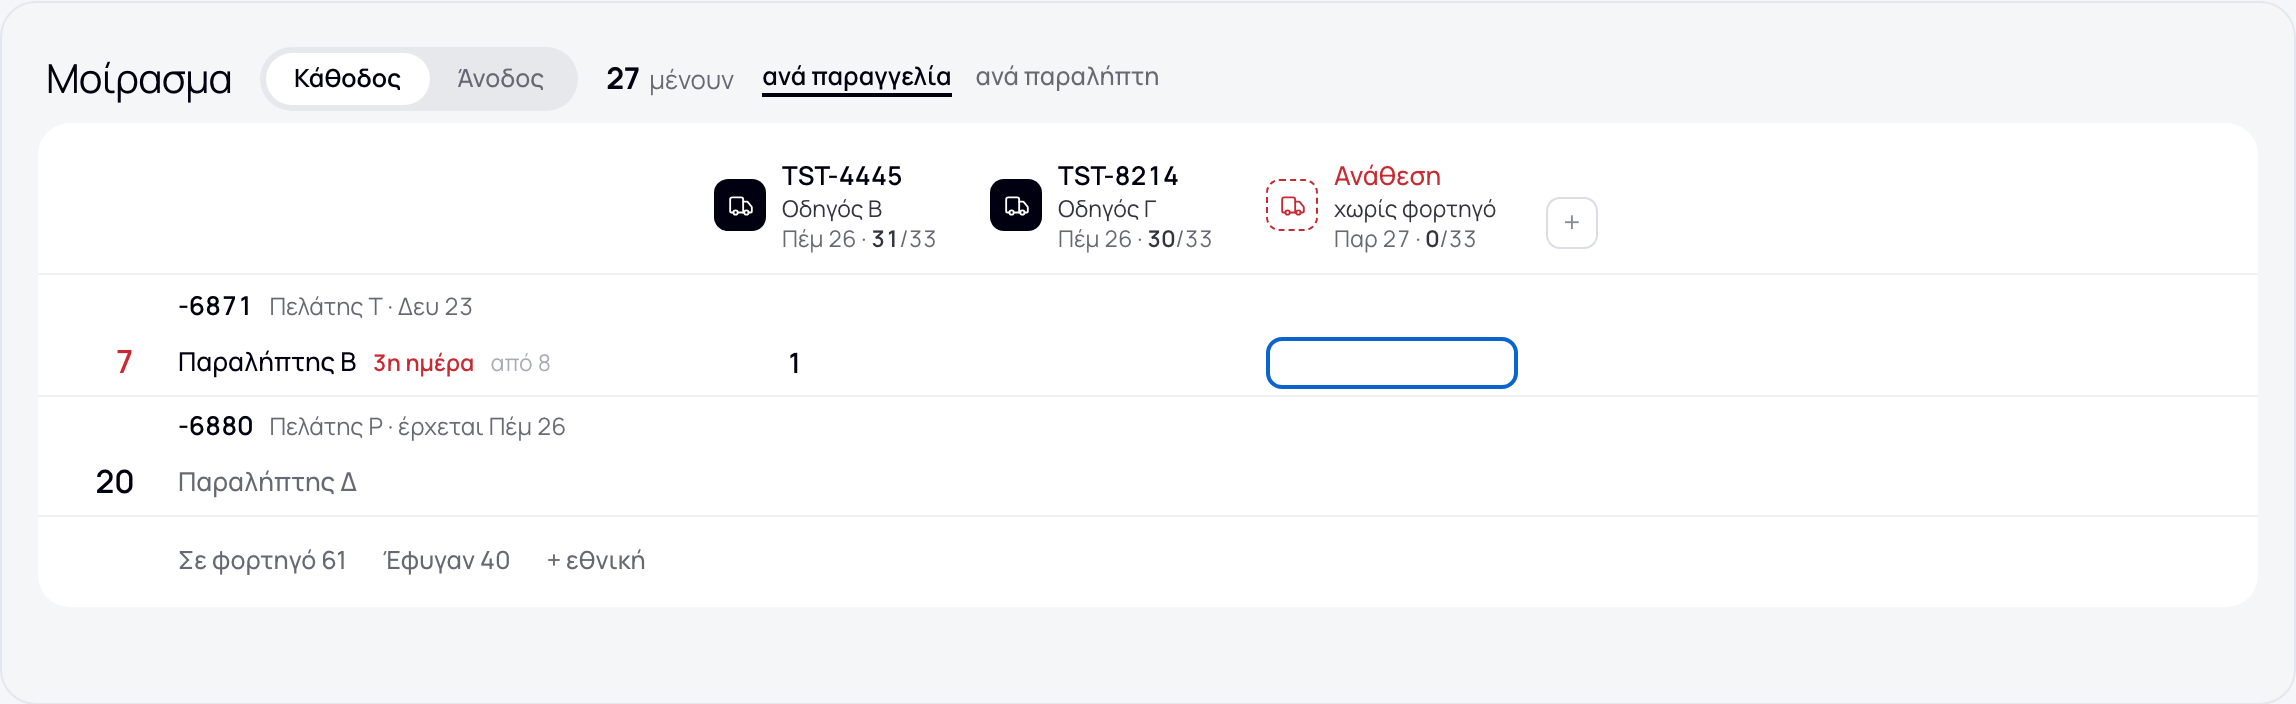 Μοίρασμα Κάθοδος Άνοδος 27 μένουν ανά παραγγελία ανά παραλήπτη
TST-4445
Οδηγός Β
Πέμ 26 · 31/33
TST-8214
Οδηγός Γ
Πέμ 26 · 30/33
Ανάθεση
χωρίς φορτηγό
Παρ 27 · 0/33
+
-6871 Πελάτης Τ · Δευ 23
7 Παραλήπτης Β 3η ημέρα από 8 1
-6880 Πελάτης Ρ · έρχεται Πέμ 26
20 Παραλήπτης Δ
Σε φορτηγό 61 Έφυγαν 40 + εθνική